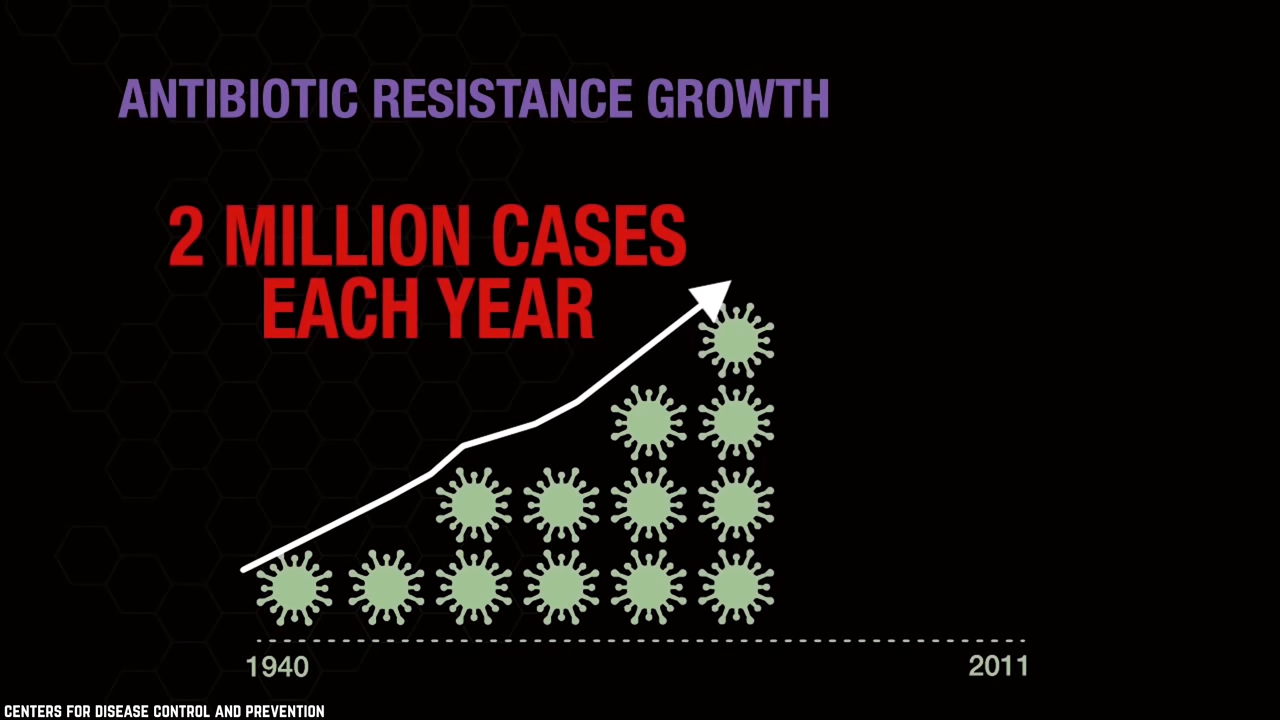 ANTIBIOTIC RESISTANCE GROWTH
2 MILLION CASES
EACH YEAR
1940
2011
CENTERS FOR DISEASE CONTROL AND PREVENTION